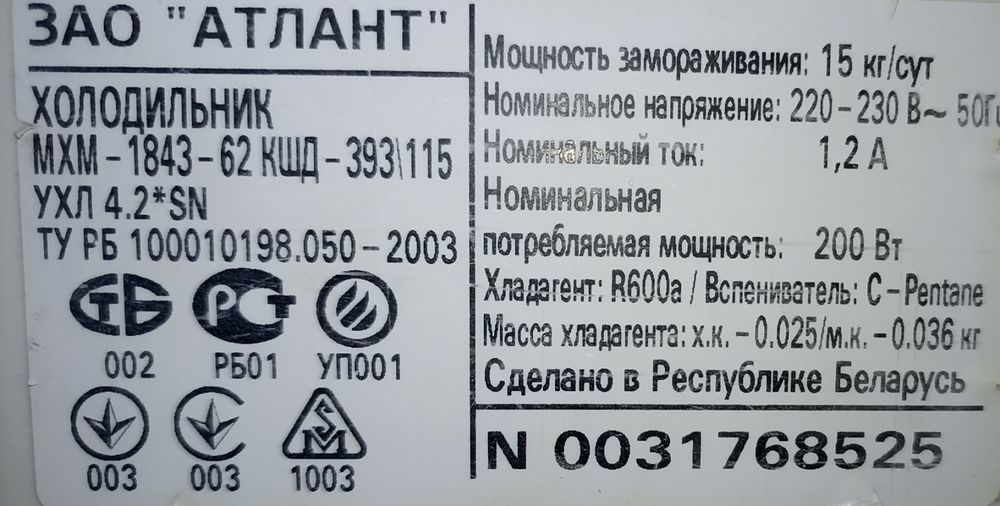 ЗАО "АТЛАНТ"
ХОЛОДИЛЬНИК
МХМ – 1843 – 62 КШД – 393\115
УХЛ 4.2*SN
ТУ РБ 100010198.050 – 2003
СТБ
РСТ
002
РБ01
УП001
003
003
1003
Мощность замораживания: 15 кг/сут
Номинальное напряжение: 220 – 230 В~ 50Г
Номинальный ток: 1,2 А
Номинальная
потребляемая мощность: 200 Вт
Хладагент: R600a / Вспениватель: C – Pentane
Масса хладагента: х.к. – 0.025/м.к. – 0.036 кг
Сделано в Республике Беларусь
N 0031768525